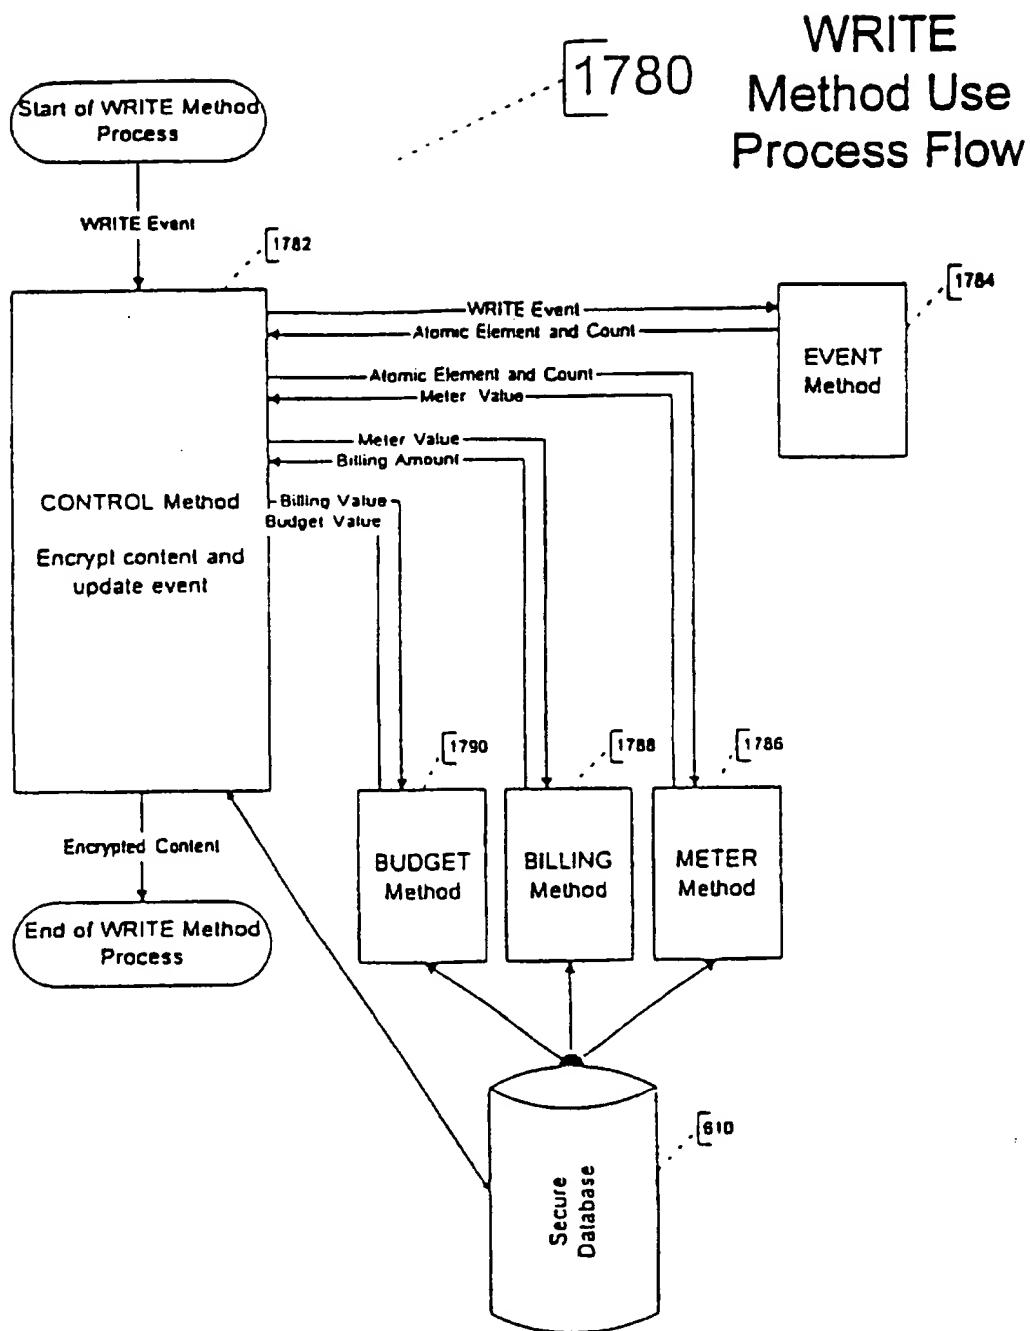 1780
WRITE
Method Use
Process Flow
Start of WRITE Method
Process
WRITE Event
1782
1784
WRITE Event
Atomic Element and Count
EVENT
Method
Atomic Element and Count
Meter Value
Meter Value
Billing Amount
CONTROL Method
Billing Value
Budget Value
Encrypt content and
update event
1790
1788
1786
Encrypted Content
BUDGET
Method
BILLING
Method
METER
Method
End of WRITE Method
Process
610
Secure
Database